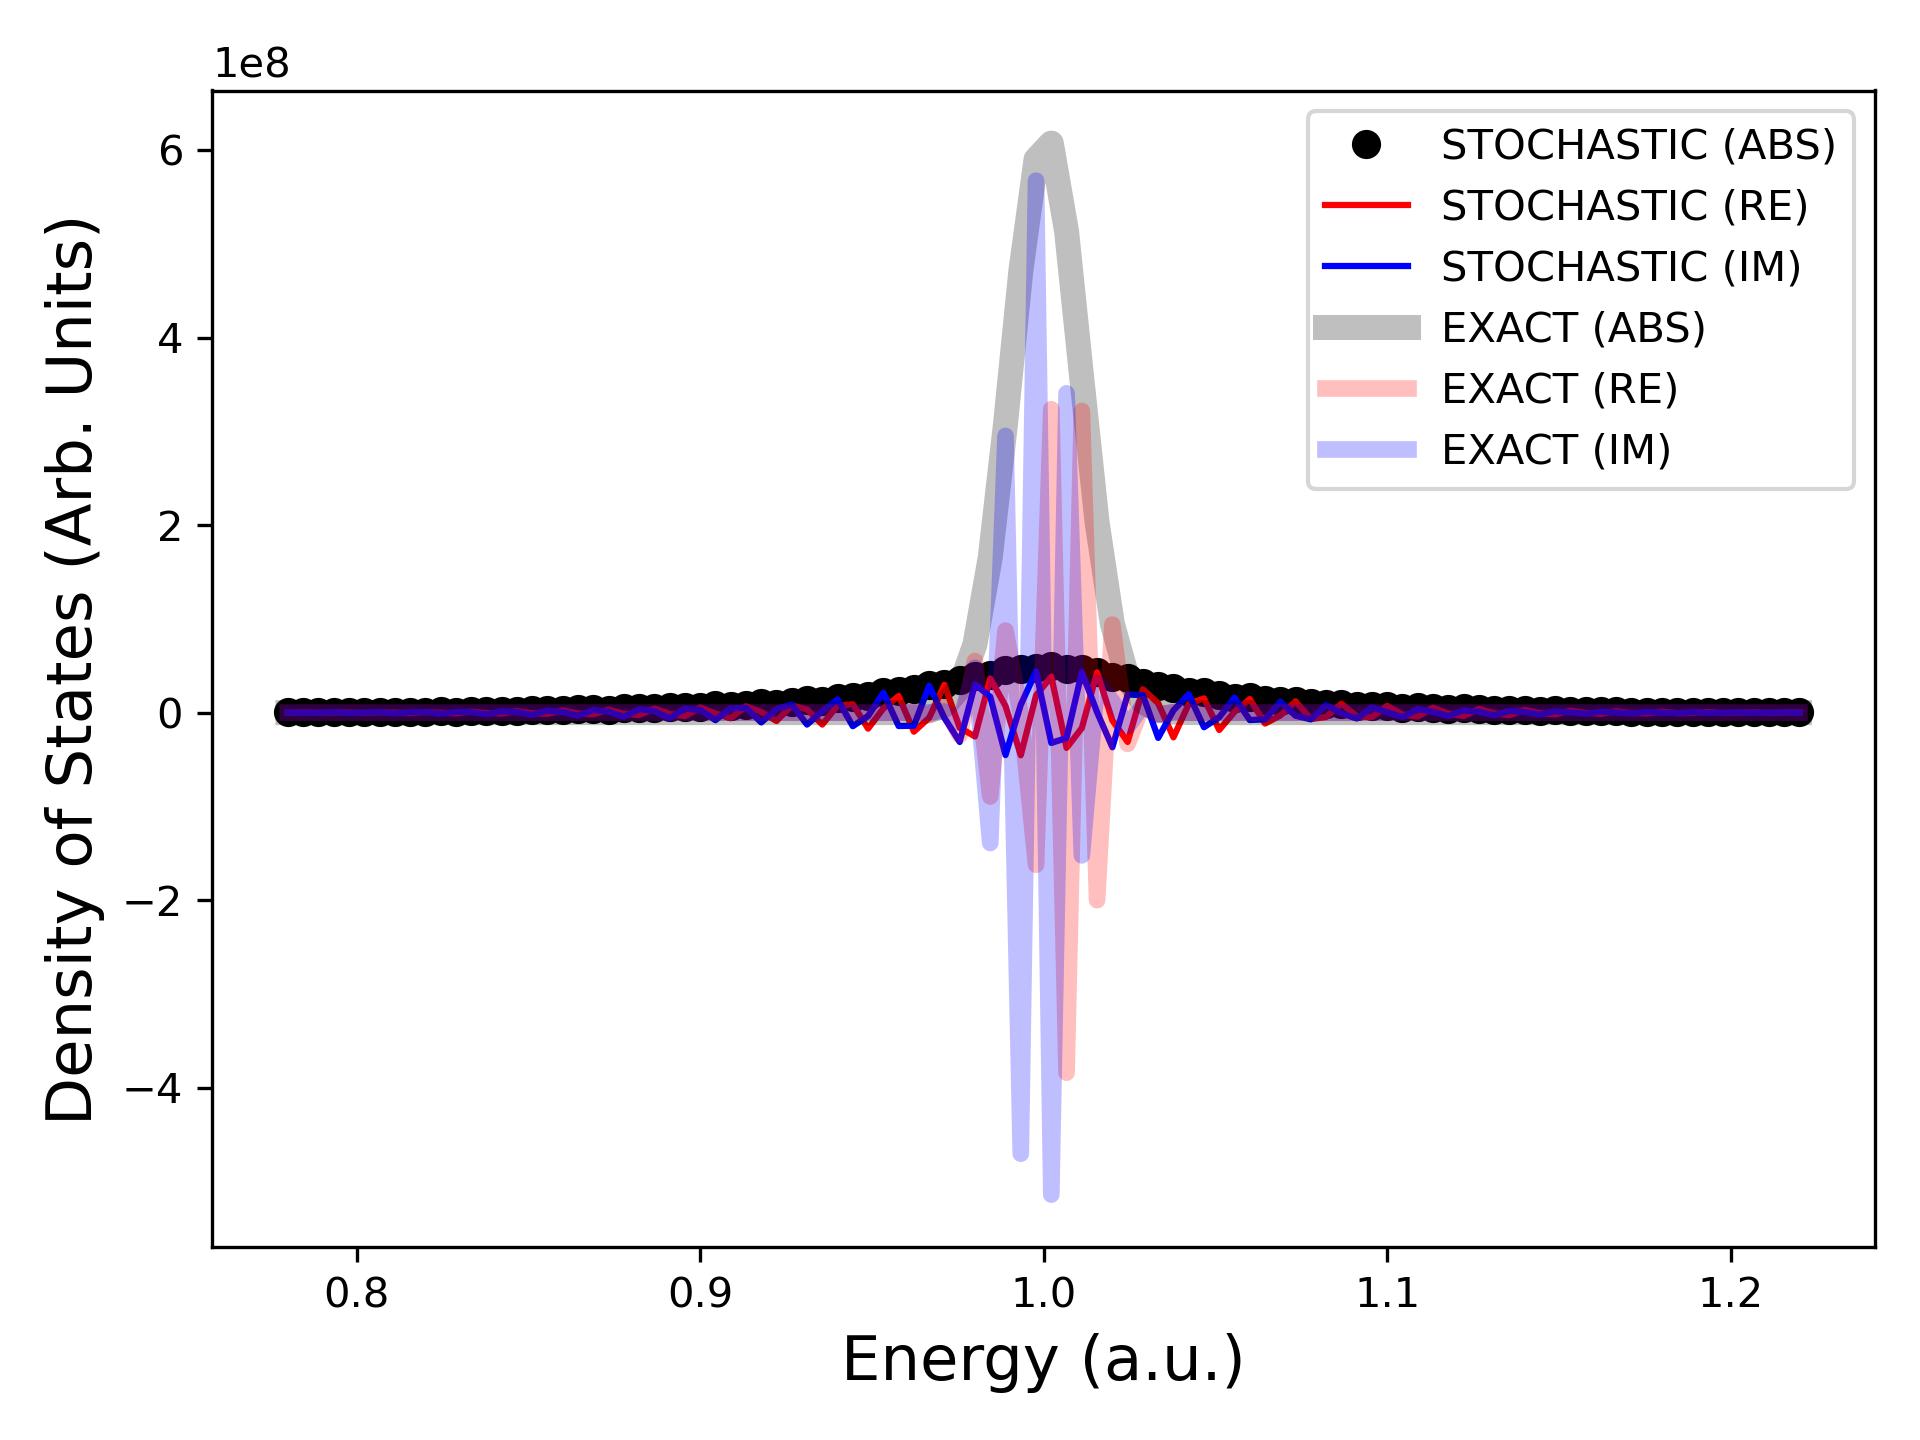 1e8
6
4
2
0
−2
−4
Density of States (Arb. Units)
STOCHASTIC (ABS)
STOCHASTIC (RE)
STOCHASTIC (IM)
EXACT (ABS)
EXACT (RE)
EXACT (IM)
0.8 0.9 1.0 1.1 1.2
Energy (a.u.)